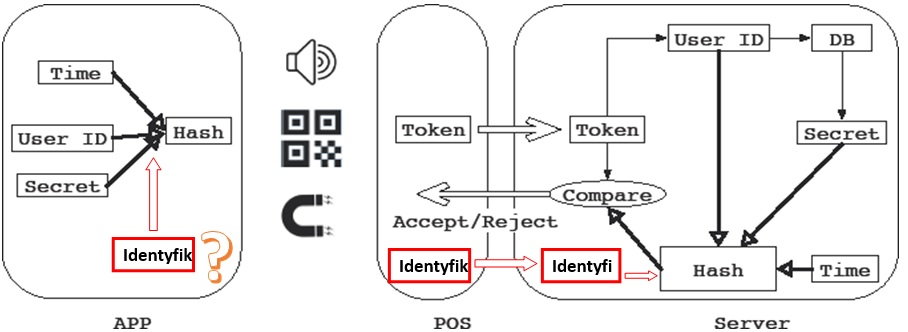 Time
User ID
Secret
Hash
Identyfik
?
APP
Token
Accept/Reject
Identyfik
POS
User ID
DB
Token
Secret
Compare
Identyfi
Hash
Time
Server